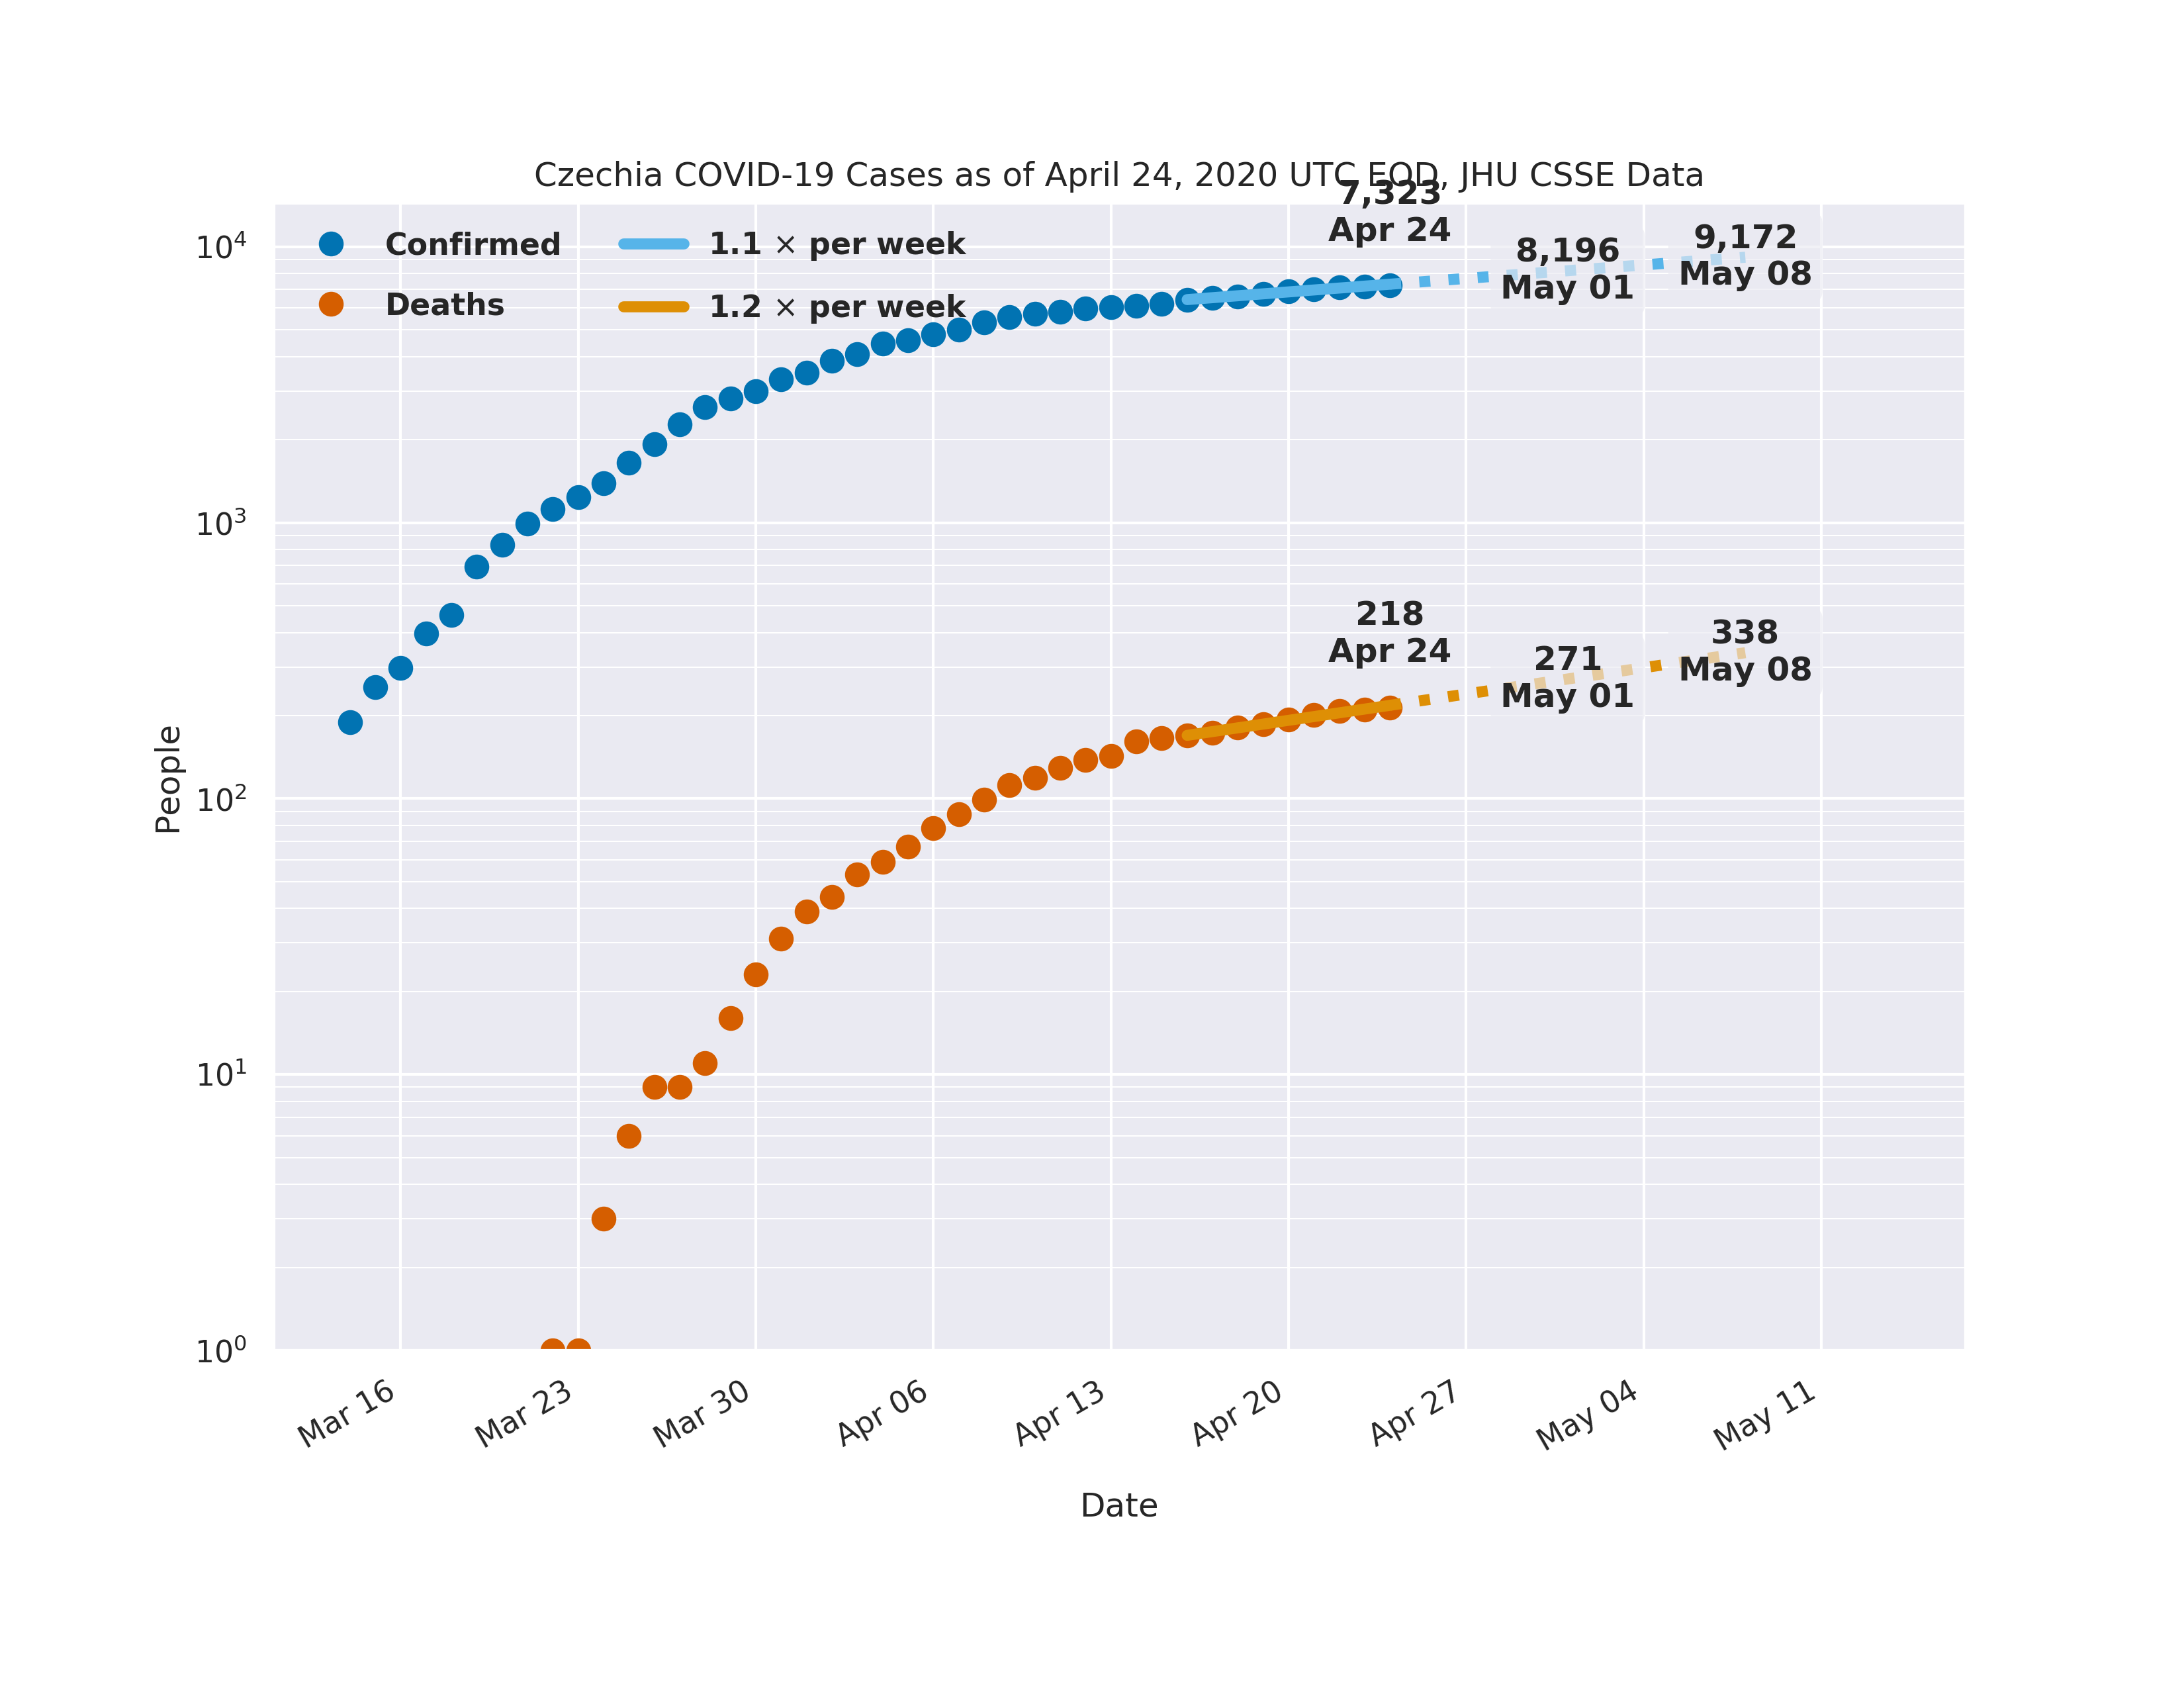 Czechia COVID-19 Cases as of April 24, 2020 UTC EOD, JHU CSSE Data
7,323
Apr 24
8,196
May 01
9,172
May 08
Confirmed
Deaths
1.1 × per week
1.2 × per week
218
Apr 24
271
May 01
338
May 08
People
10⁴
10³
10²
10¹
10⁰
Mar 16
Mar 23
Mar 30
Apr 06
Apr 13
Apr 20
Apr 27
May 04
May 11
Date